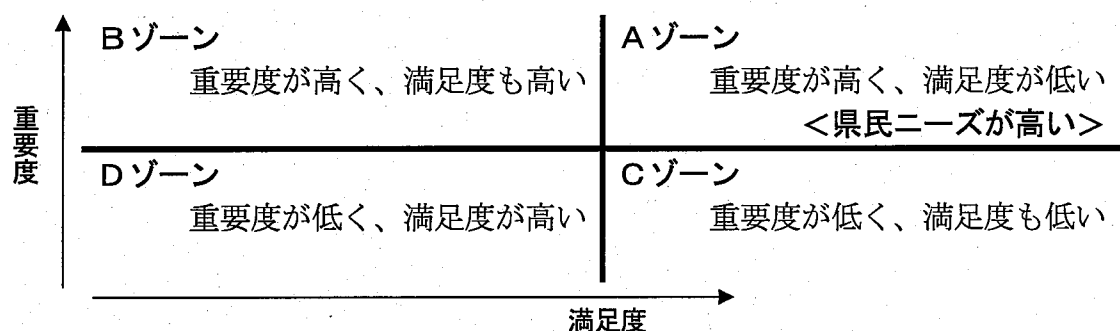 Bゾーン
重要度が高く、満足度も高い
Aゾーン
重要度が高く、満足度が低い
＜県民ニーズが高い＞
重要度
Dゾーン
重要度が低く、満足度が高い
Cゾーン
重要度が低く、満足度も低い
満足度